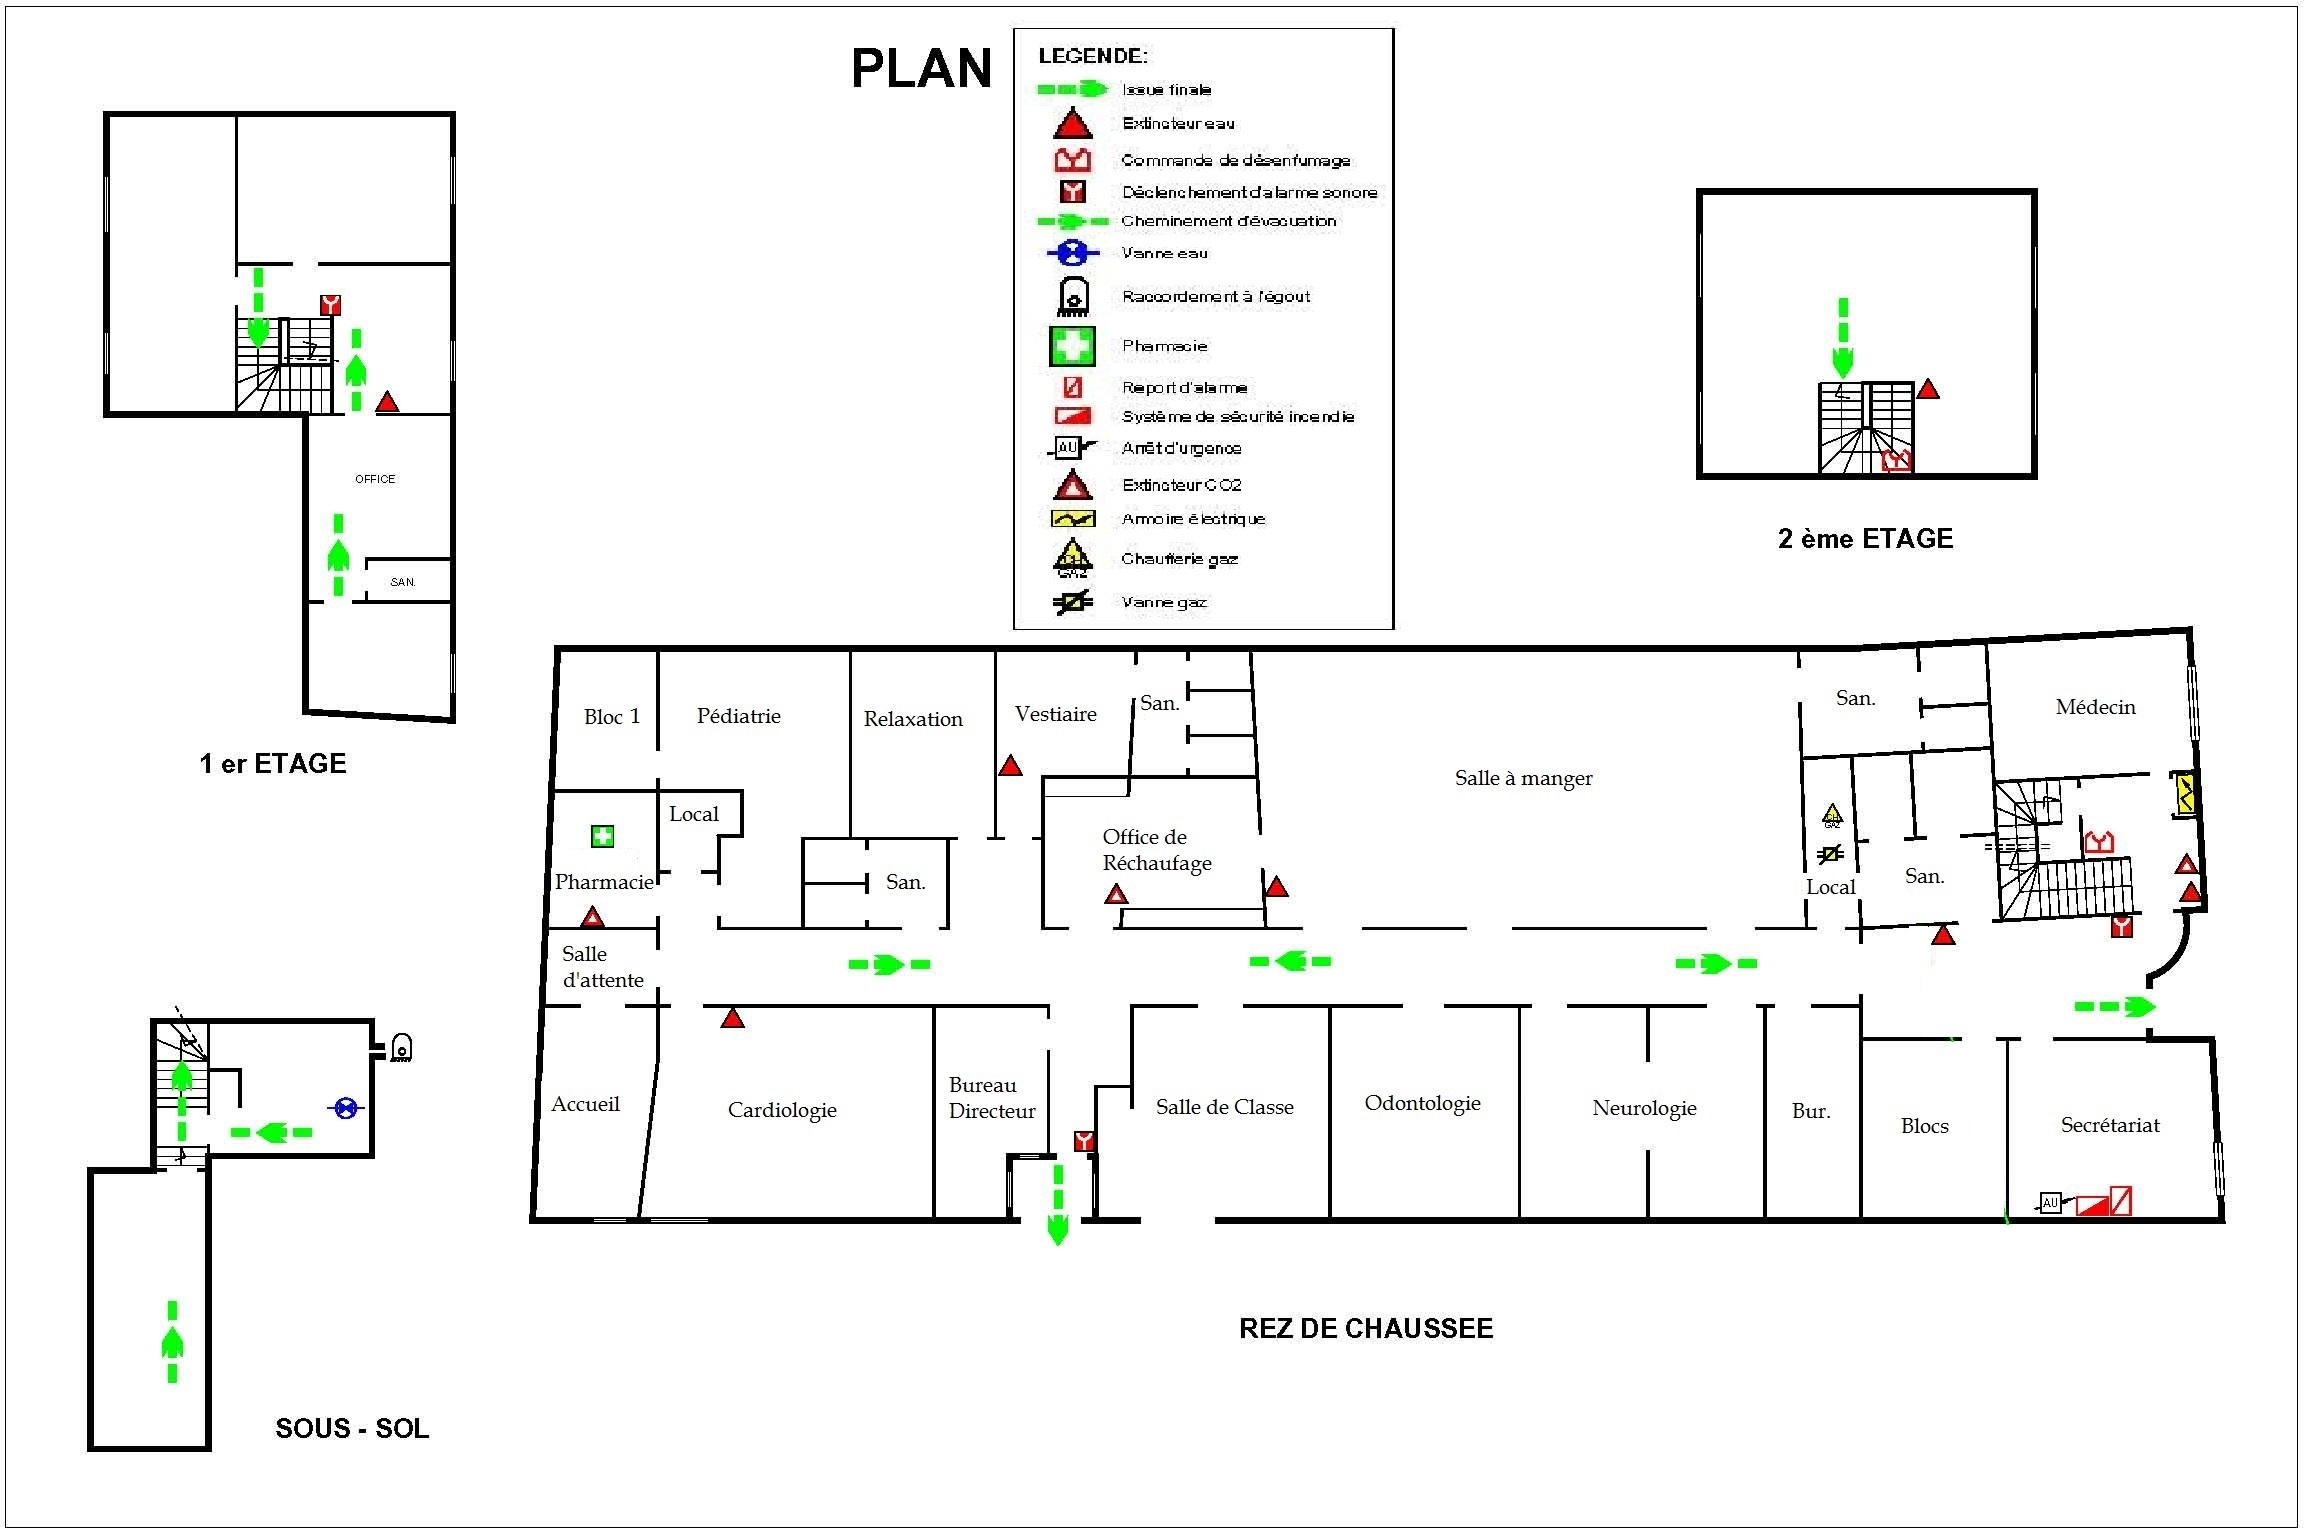 PLAN
LEGENDE:
Issue finale
Extincteur eau
Commande de désenfumage
Déclenchement d'alarme sonore
Cheminement d'évacuation
Vanne eau
Raccordement à l'égout
Pharmacie
Report d'alarme
Système de sécurité incendie
AU
Arrêt d'urgence
Extincteur CO2
Armoire électrique
GAZ
Chaufferie gaz
Vanne gaz
OFFICE
SAN.
1 er ETAGE
2 ème ETAGE
Bloc 1
Pédiatrie
Relaxation
Vestiaire
San.
Salle à manger
San.
Médecin
Local
Office de
Réchaufage
CH
GAZ
Pharmacie
San.
Local
San.
Salle
d'attente
Accueil
Cardiologie
Bureau
Directeur
Salle de Classe
Odontologie
Neurologie
Bur.
Blocs
Secrétariat
AU
REZ DE CHAUSSEE
SOUS - SOL